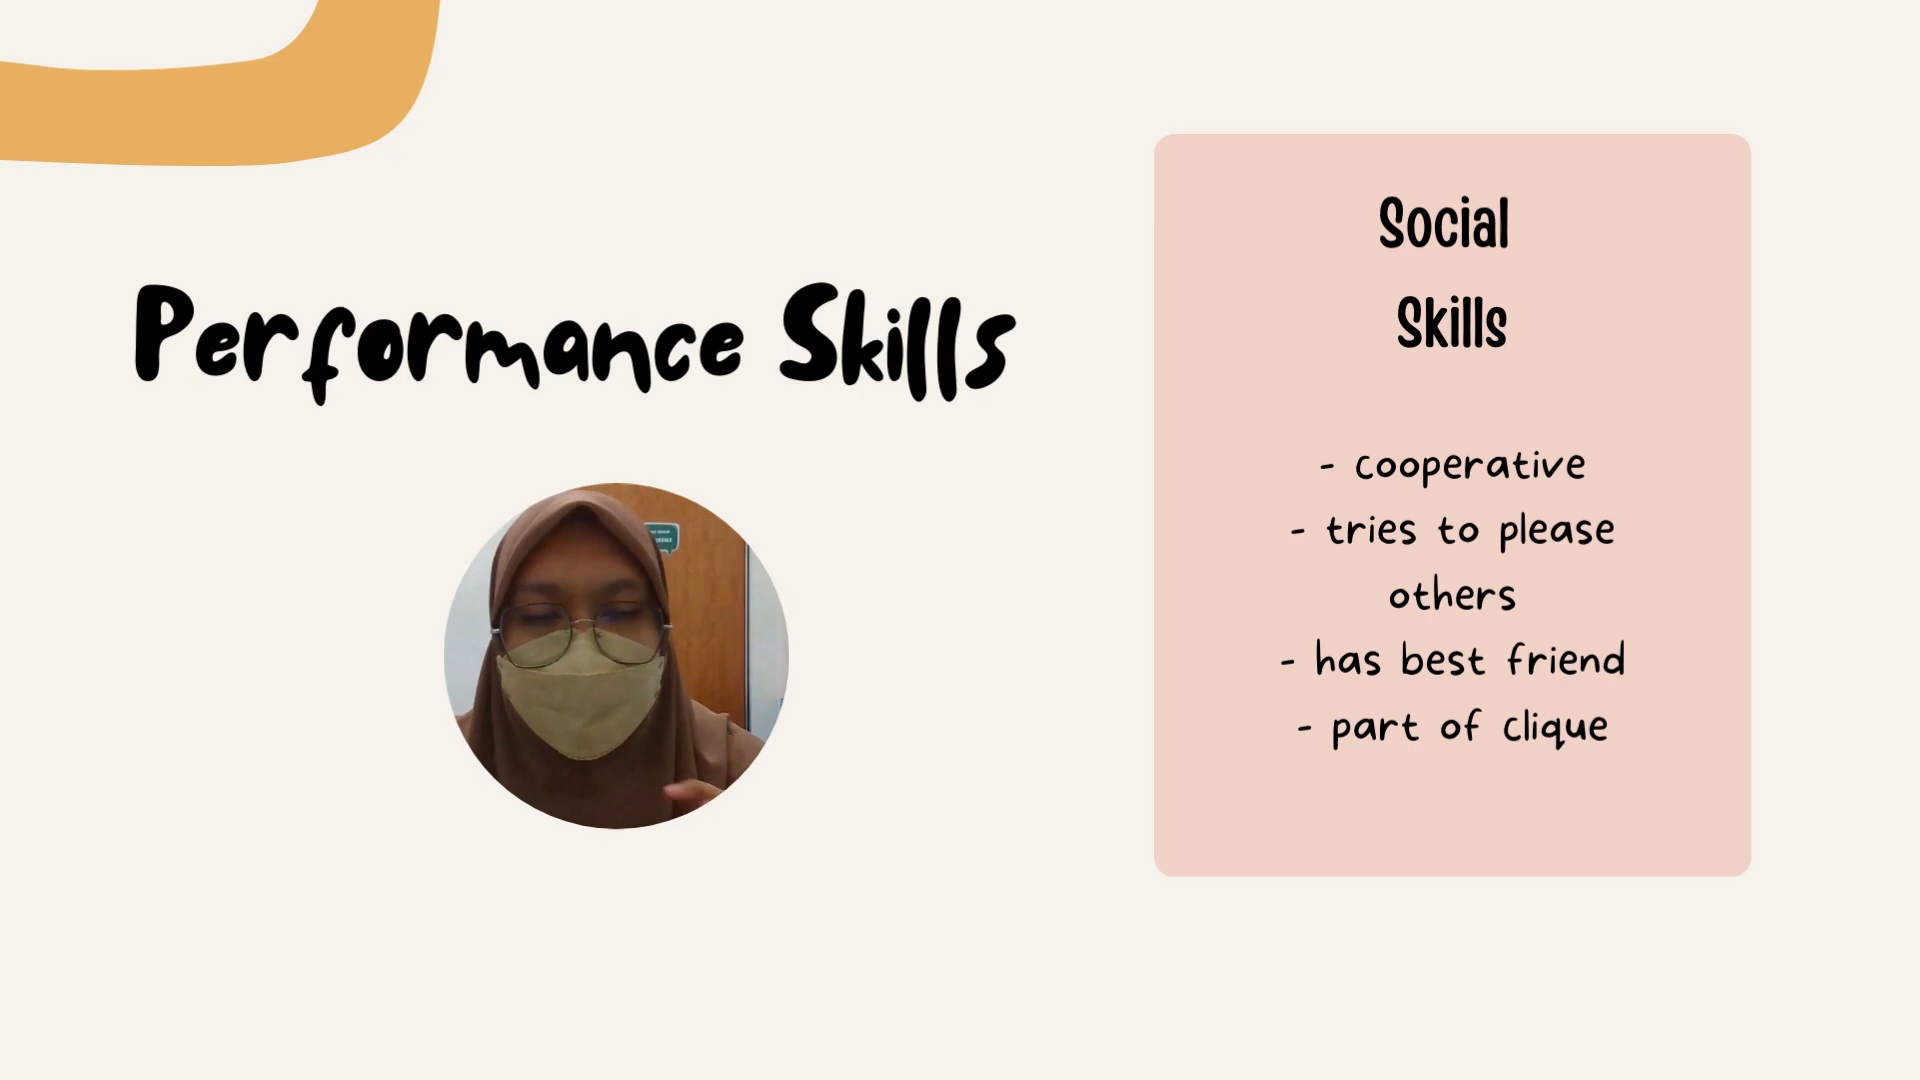 Performance Skills
Social
Skills
- cooperative
- tries to please
others
- has best friend
- part of clique